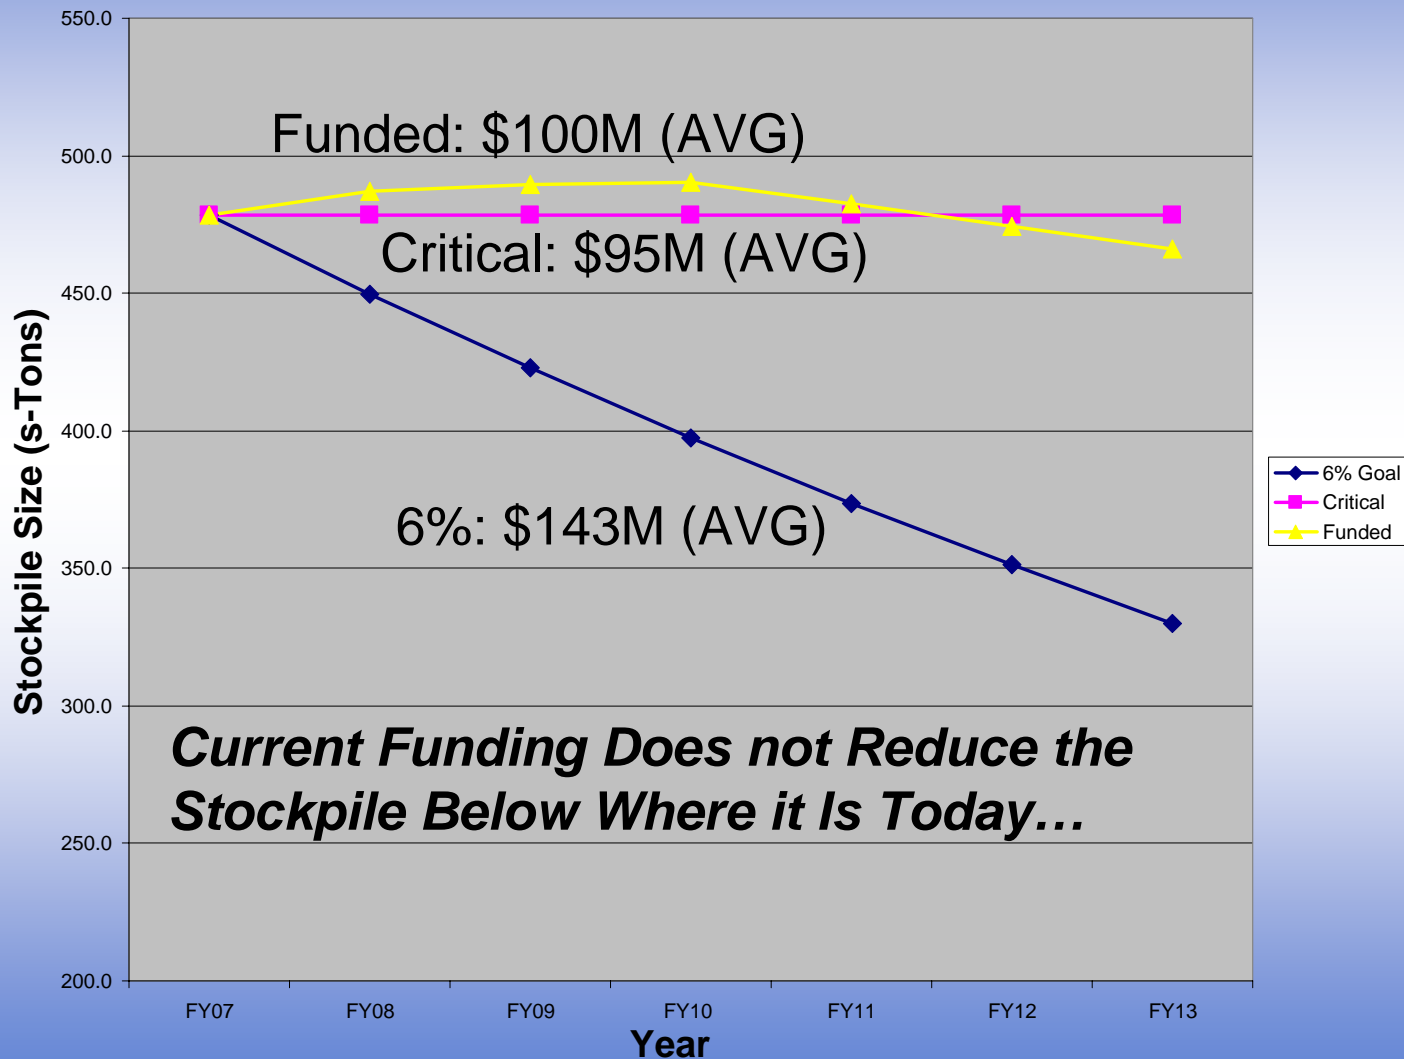 550.0
500.0
450.0
400.0
350.0
300.0
250.0
200.0
Stockpile Size (s-Tons)
Funded: $100M (AVG)
Critical: $95M (AVG)
6%: $143M (AVG)
Current Funding Does not Reduce the
Stockpile Below Where it Is Today…
6% Goal
Critical
Funded
FY07 FY08 FY09 FY10 FY11 FY12 FY13
Year